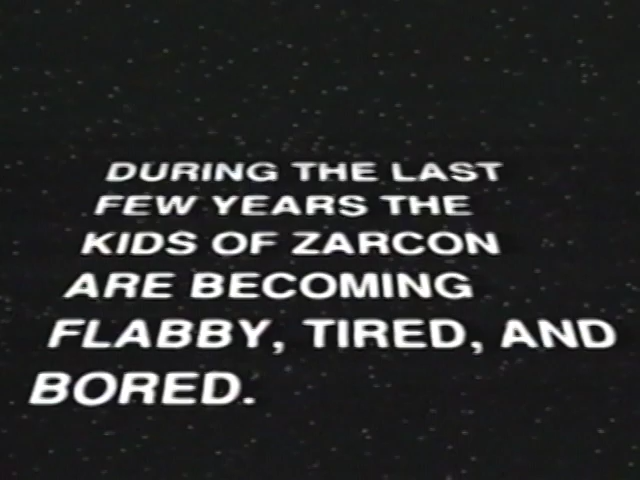 DURING THE LAST
FEW YEARS THE
KIDS OF ZARCON
ARE BECOMING
FLABBY, TIRED, AND
BORED.